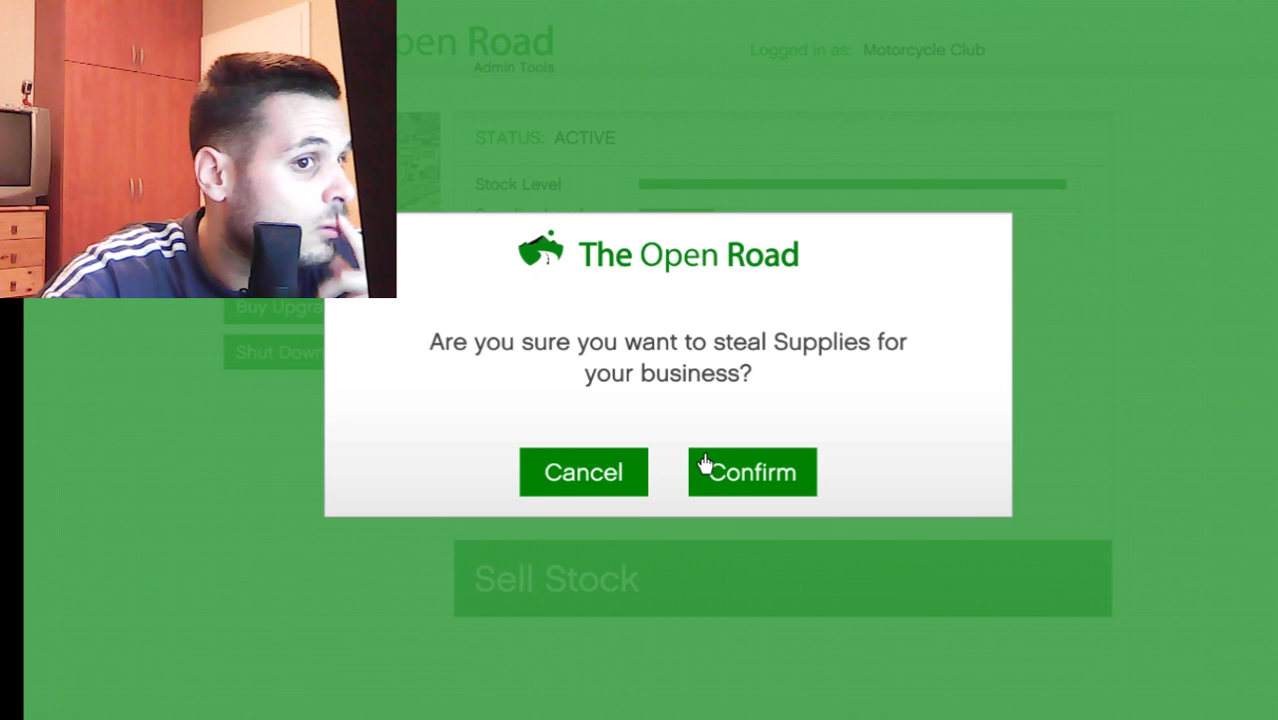 pen Road
Admin Tools
Logged in as: Motorcycle Club
STATUS: ACTIVE
Stock Level
The Open Road
Buy Upgra
Shut Down
Are you sure you want to steal Supplies for
your business?
Cancel
Confirm
Sell Stock